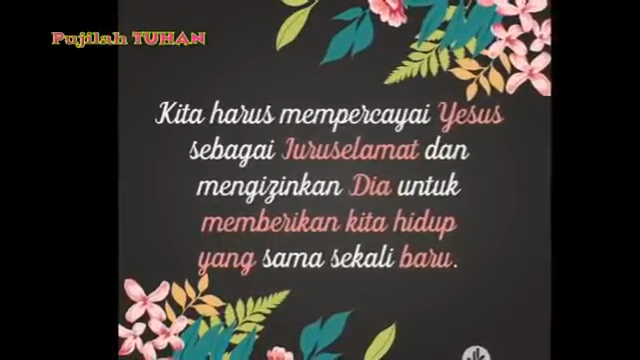 Pujilah TUHAN
Kita harus mempercayai Yesus
sebagai Juruselamat dan
mengizinkan Dia untuk
memberikan kita hidup
yang sama sekali baru.